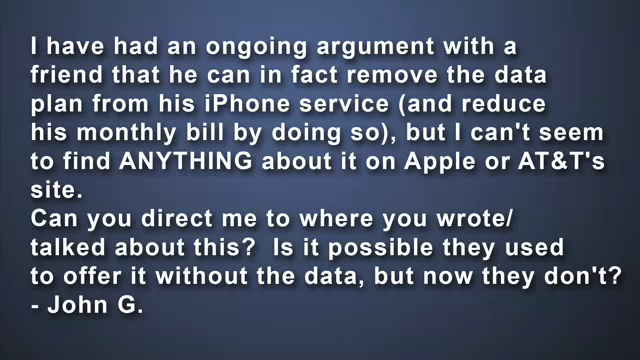 I have had an ongoing argument with a
friend that he can in fact remove the data
plan from his iPhone service (and reduce
his monthly bill by doing so), but I can't seem
to find ANYTHING about it on Apple or AT&T's
site.
Can you direct me to where you wrote/
talked about this?  Is it possible they used
to offer it without the data, but now they don't?
- John G.